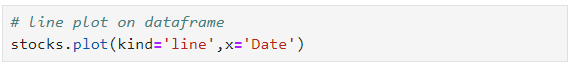 # line plot on dataframe
stocks.plot(kind='line',x='Date')